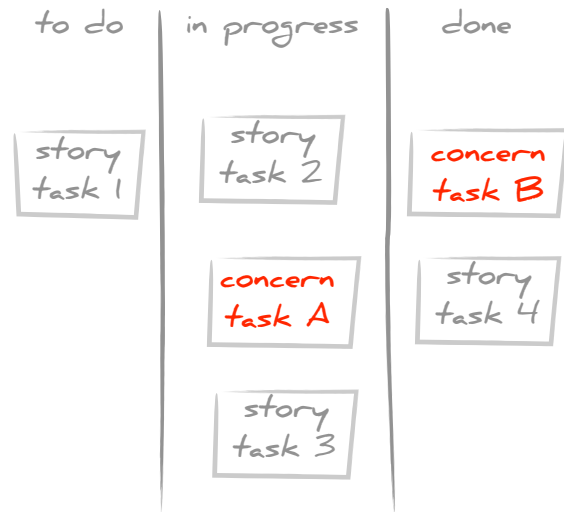 to do
in progress
done
story
task 1
story
task 2
concern
task A
story
task 3
concern
task B
story
task 4